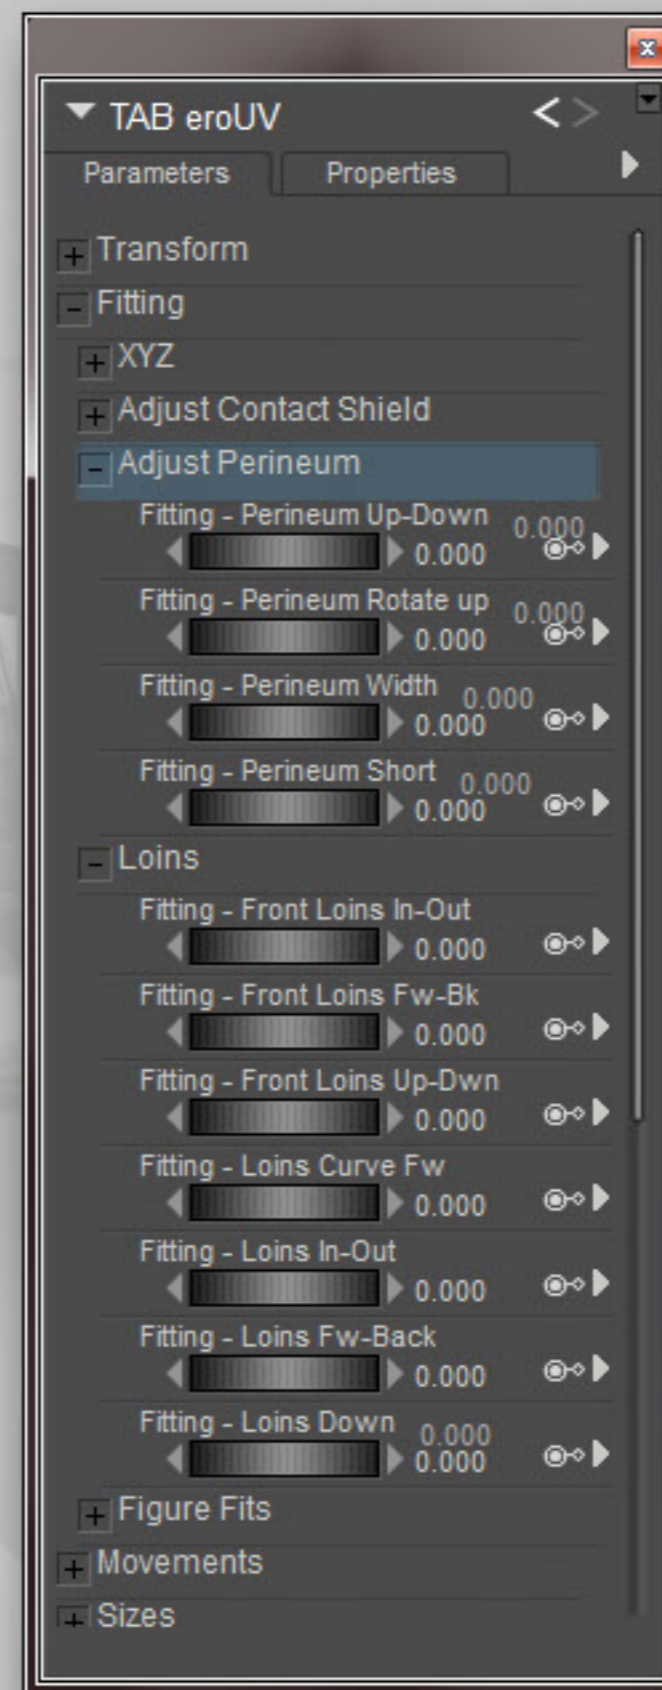 TAB eroUV
Parameters Properties
Transform
Fitting
XYZ
Adjust Contact Shield
Adjust Perineum
Fitting - Perineum Up-Down 0.000
0.000
Fitting - Perineum Rotate up 0.000
0.000
Fitting - Perineum Width 0.000
0.000
Fitting - Perineum Short 0.000
0.000
Loins
Fitting - Front Loins In-Out
0.000
Fitting - Front Loins Fw-Bk
0.000
Fitting - Front Loins Up-Dwn
0.000
Fitting - Loins Curve Fw
0.000
Fitting - Loins In-Out
0.000
Fitting - Loins Fw-Back
0.000
Fitting - Loins Down 0.000
0.000
Figure Fits
Movements
Sizes